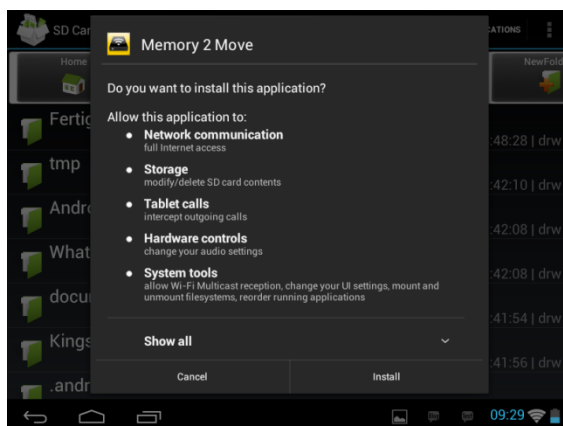 SD Car
CATIONS
Memory 2 Move
Home
NewFold
Do you want to install this application?
Allow this application to:
Network communication
full Internet access
Storage
modify/delete SD card contents
Tablet calls
intercept outgoing calls
Hardware controls
change your audio settings
System tools
allow Wi-Fi Multicast reception, change your UI settings, mount and
unmount filesystems, reorder running applications
Show all
Cancel
Install
Fertig
:48:28 | drw
tmp
:42:10 | drw
Andro
:42:08 | drw
What
:42:08 | drw
docu
:41:54 | drw
Kings
:41:56 | drw
.andr
09:29